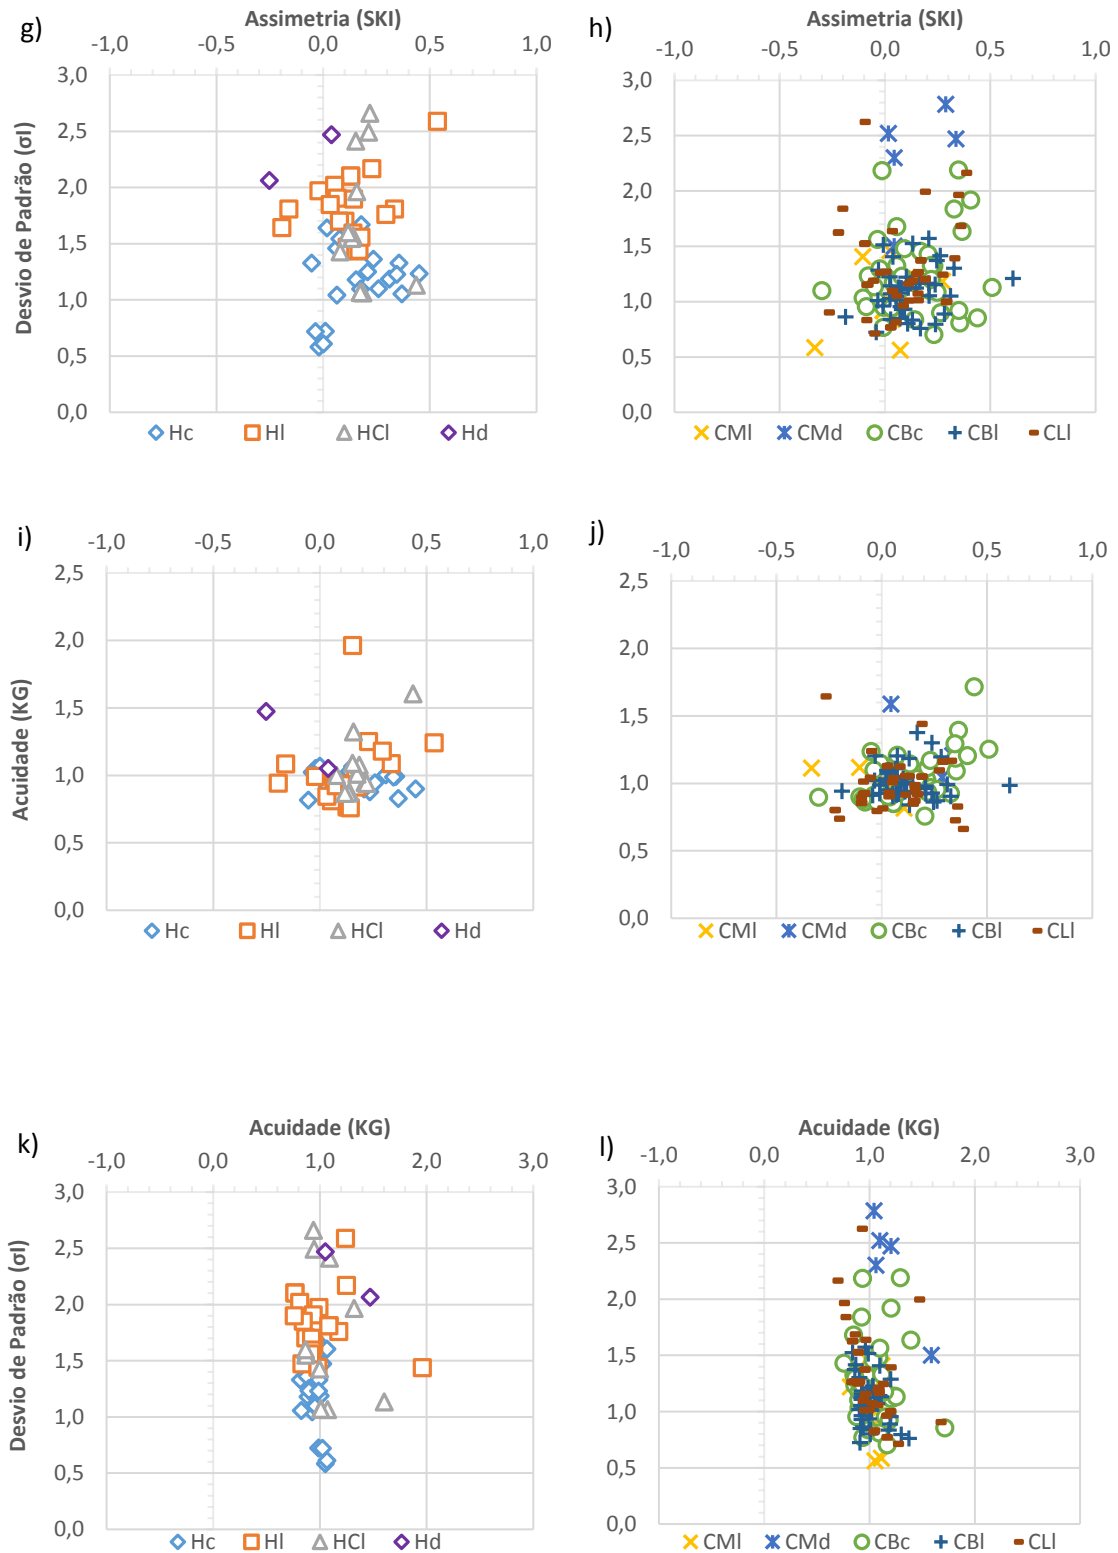 g)
Assimetria (SKI)
-1,0 -0,5 0,0 0,5 1,0
3,0
2,5
2,0
1,5
1,0
0,5
0,0
Desvio de Padrão (σI)
Hc Hl HCl Hd
h)
Assimetria (SKI)
-1,0 -0,5 0,0 0,5 1,0
3,0
2,5
2,0
1,5
1,0
0,5
0,0
CMl CMd CBc CBl CLl
i)
-1,0 -0,5 0,0 0,5 1,0
2,5
2,0
1,5
1,0
0,5
0,0
Acuidade (KG)
Hc Hl HCl Hd
j)
-1,0 -0,5 0,0 0,5 1,0
2,5
2,0
1,5
1,0
0,5
0,0
CMl CMd CBc CBl CLl
k)
Acuidade (KG)
-1,0 0,0 1,0 2,0 3,0
3,0
2,5
2,0
1,5
1,0
0,5
0,0
Desvio de Padrão (σI)
Hc Hl HCl Hd
l)
Acuidade (KG)
-1,0 0,0 1,0 2,0 3,0
3,0
2,5
2,0
1,5
1,0
0,5
0,0
CMl CMd CBc CBl CLl